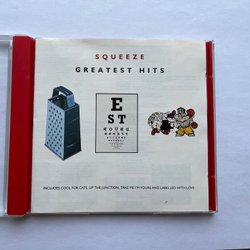 SQUEEZE
GREATEST HITS
E
S T
INCLUDES COOL FOR CATS, UP THE JUNCTION, TAKE ME I'M YOURS AND LABELLED WITH LOVE